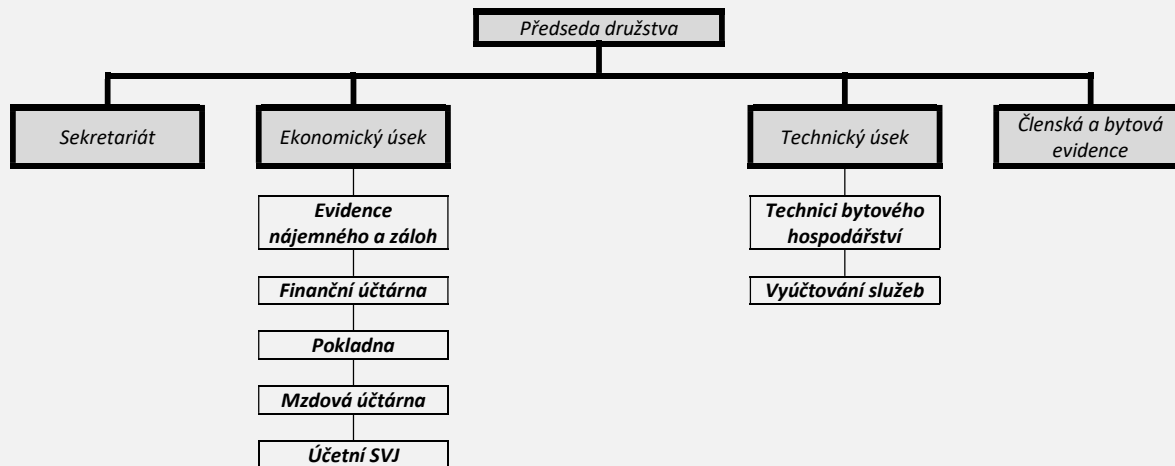 Předseda družstva
Sekretariát
Ekonomický úsek
Technický úsek
Členská a bytová
evidence
Evidence
nájemného a záloh
Finanční účtárna
Pokladna
Mzdová účtárna
Účetní SVJ
Technici bytového
hospodářství
Vyúčtování služeb